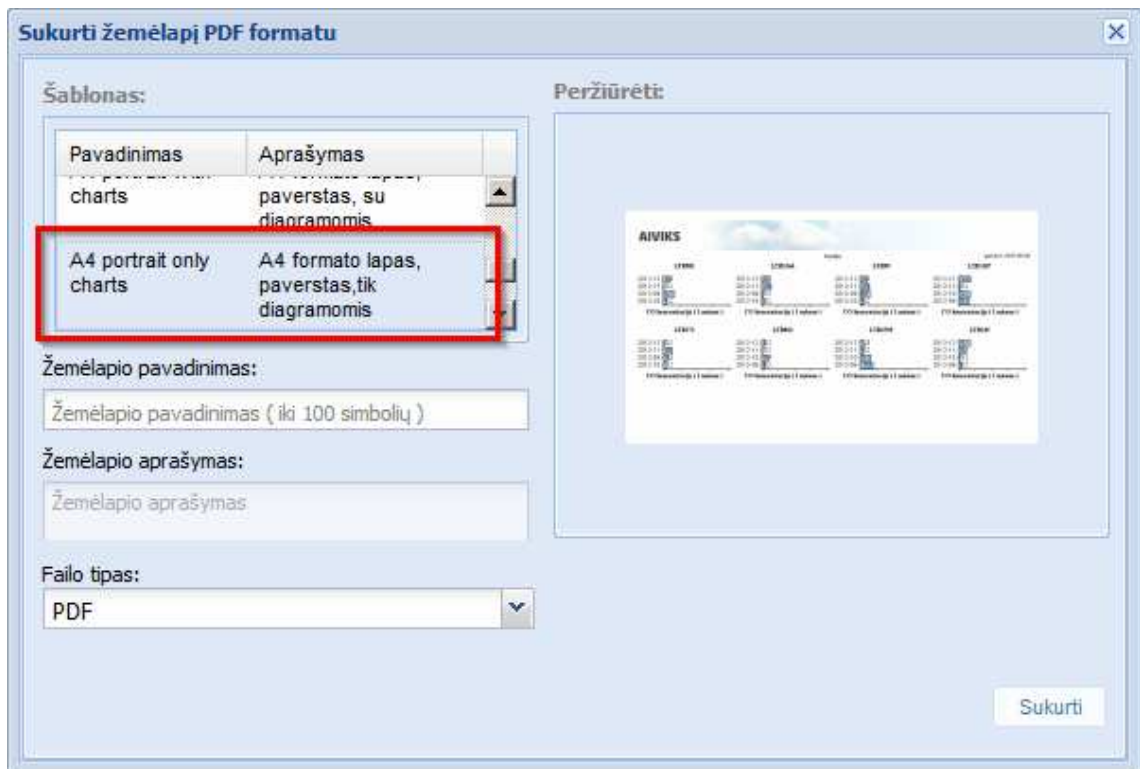 Sukurti žemėlapį PDF formatu
Šablonas:
Pavadinimas Aprašymas
charts
paverstas, su
diagramomis
A4 portrait only
charts
A4 formato lapas,
paverstas,tik
diagramomis
Žemėlapio pavadinimas:
Žemėlapio pavadinimas ( iki 100 simbolių )
Žemėlapio aprašymas:
Žemėlapio aprašymas
Failo tipas:
PDF
Peržiūrėti:
AIVIKS
Sukurti